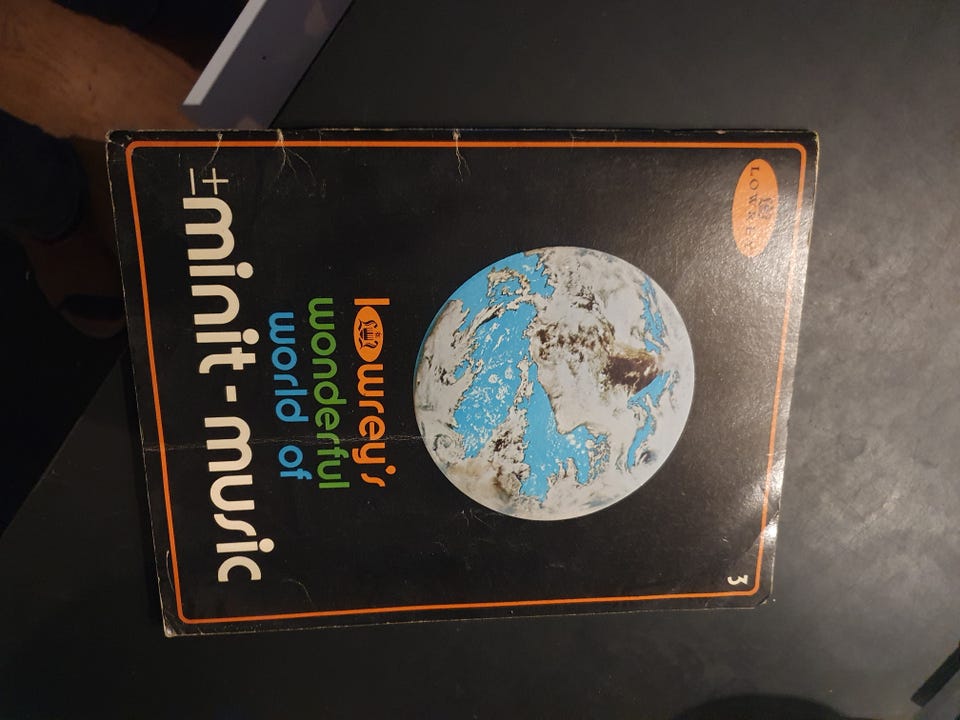 LOWREY
3
lowrey's
wonderful
world of
±minit-music